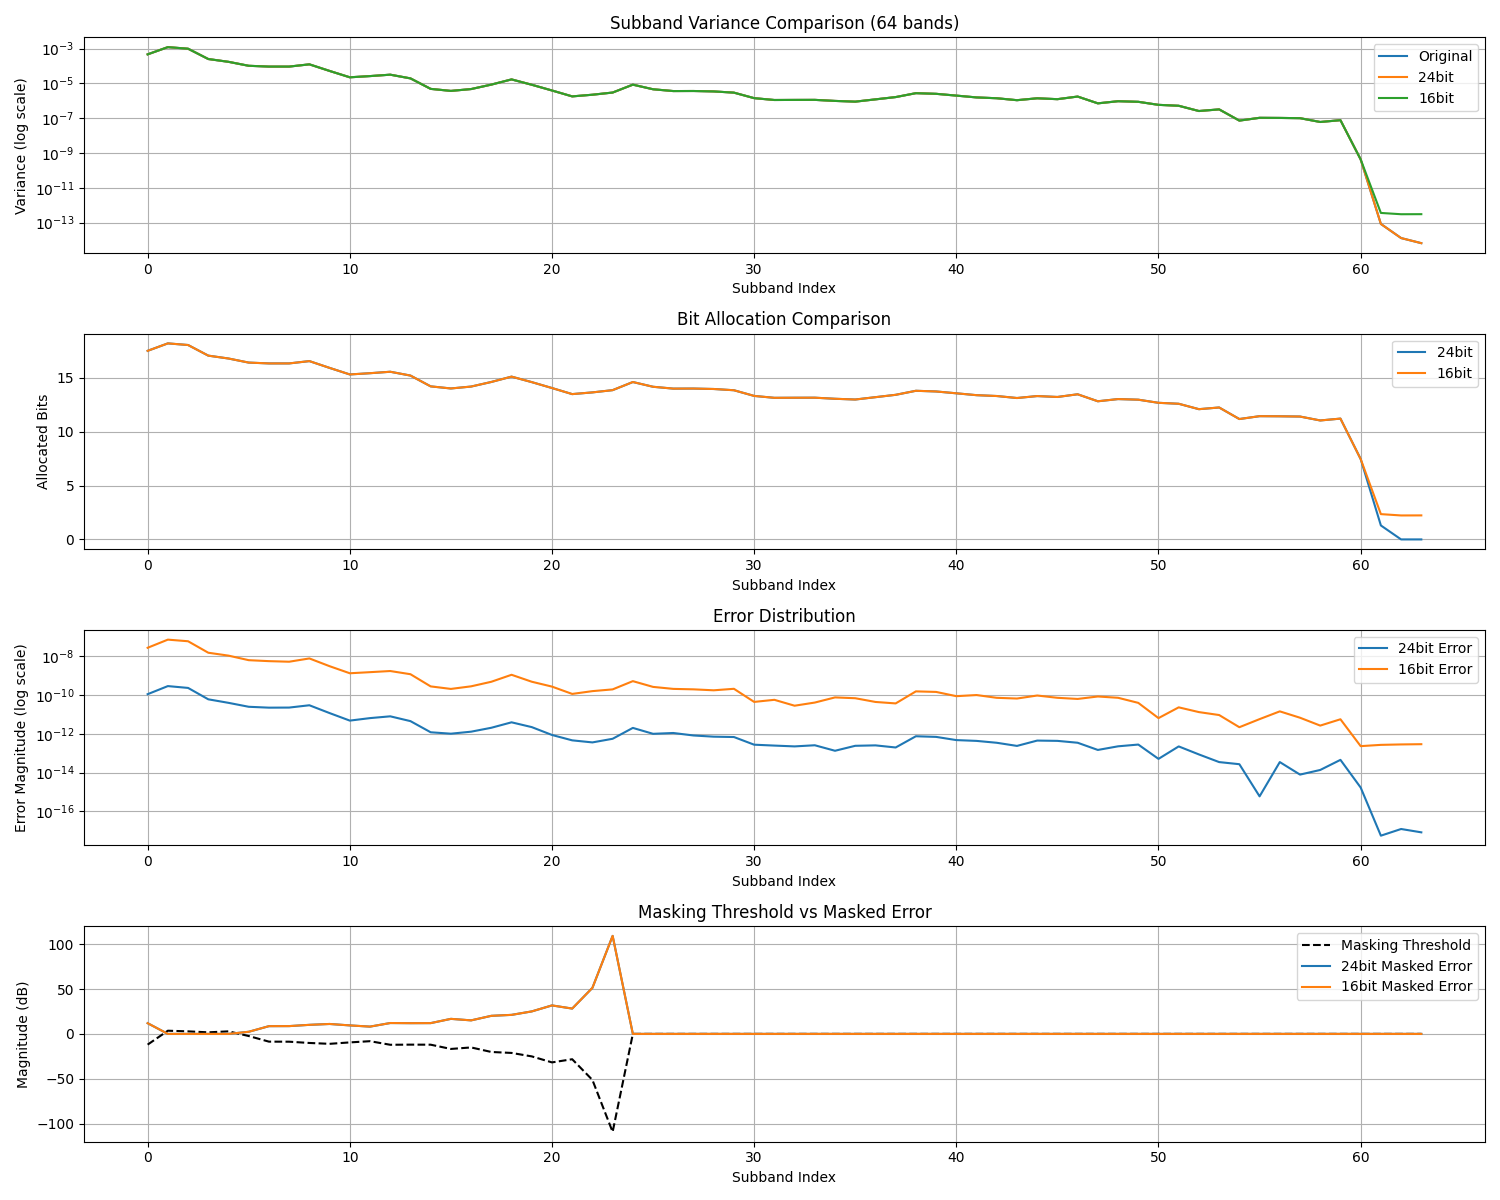 Subband Variance Comparison (64 bands)
Variance (log scale)
10⁻³
10⁻⁵
10⁻⁷
10⁻⁹
10⁻¹¹
10⁻¹³
Original
24bit
16bit
0 10 20 30 40 50 60
Subband Index
Bit Allocation Comparison
Allocated Bits
15
10
5
0
24bit
16bit
0 10 20 30 40 50 60
Subband Index
Error Distribution
Error Magnitude (log scale)
10⁻⁸
10⁻¹⁰
10⁻¹²
10⁻¹⁴
10⁻¹⁶
24bit Error
16bit Error
0 10 20 30 40 50 60
Subband Index
Masking Threshold vs Masked Error
Magnitude (dB)
100
50
0
−50
−100
Masking Threshold
24bit Masked Error
16bit Masked Error
0 10 20 30 40 50 60
Subband Index